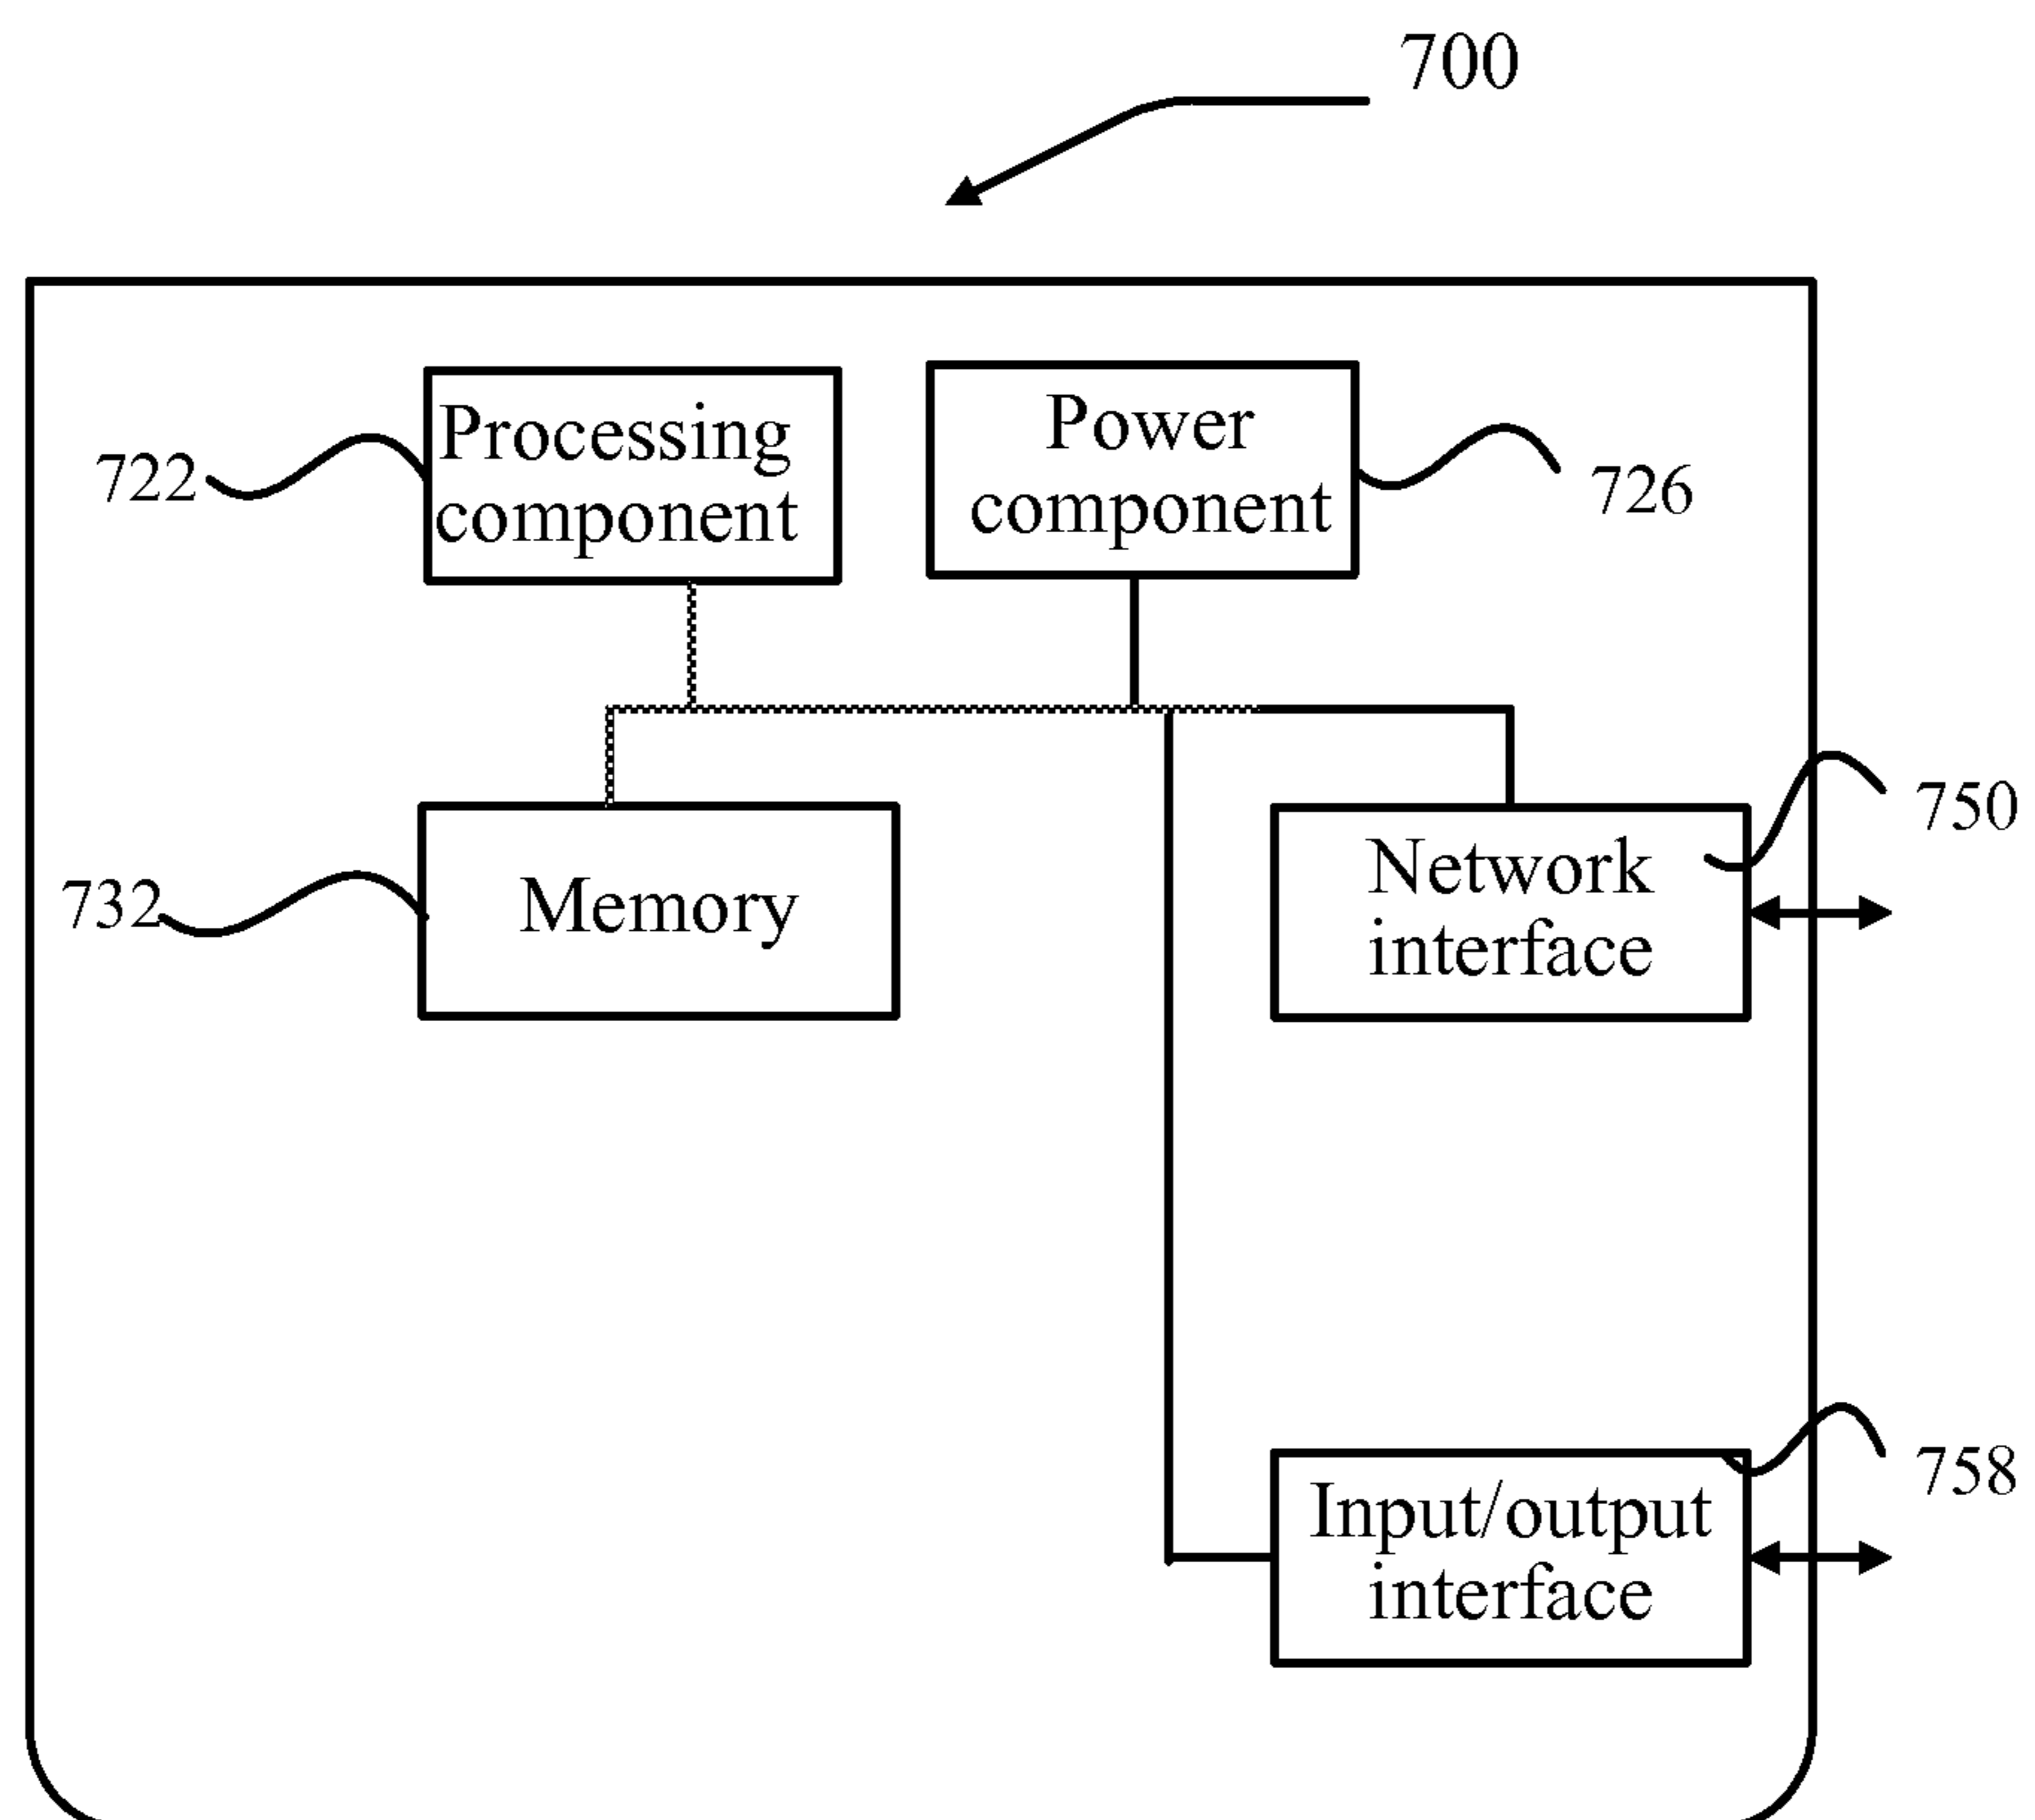 700
Processing
component
722
Power
component
726
Memory
732
Network
interface
750
Input/output
interface
758